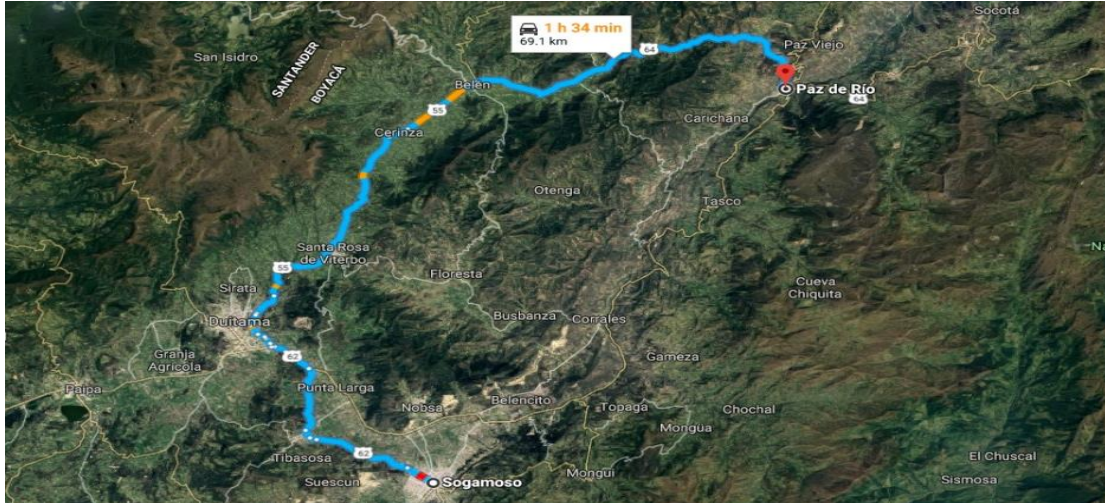 Socotá
1 h 34 min
69.1 km
San Isidro
SANTANDER
BOYACÁ
64
Paz Viejo
Belén
Paz de Río
64
55
Carichana
Cerinza
Otenga
Tasco
Santa Rosa
de Viterbo
Na
55
Floresta
Cueva
Chiquita
Sirata
Busbanza
Corrales
Duitama
62
Gameza
Granja
Agricola
Punta Larga
Paipa
Nobsa
Belencito
Topaga
Chochal
Mongua
62
Tibasosa
El Chuscal
Mongui
Suescun
Sogamoso
Sismosa